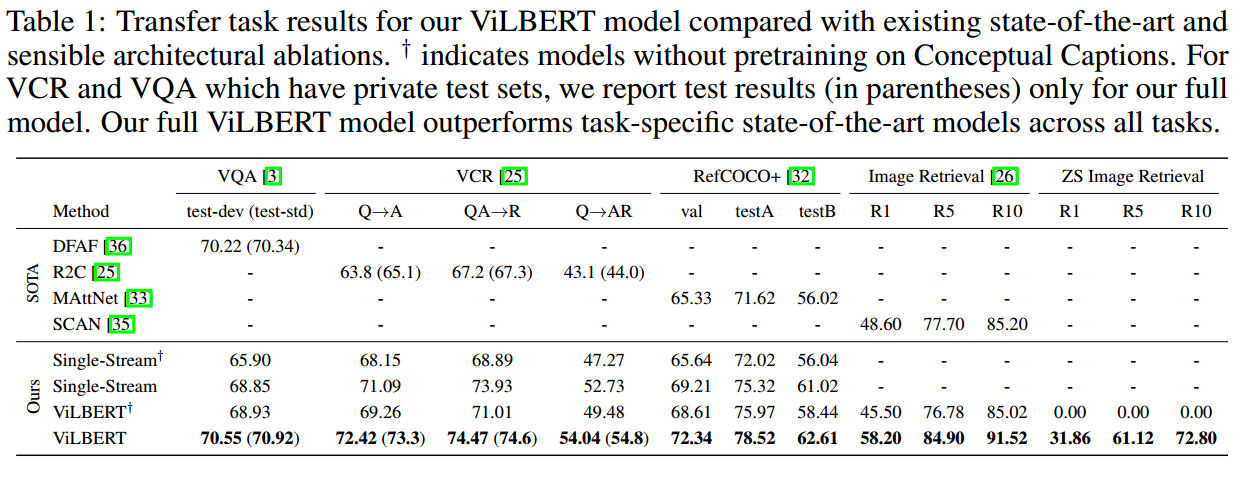 Table 1: Transfer task results for our ViLBERT model compared with existing state-of-the-art and
sensible architectural ablations. † indicates models without pretraining on Conceptual Captions. For
VCR and VQA which have private test sets, we report test results (in parentheses) only for our full
model. Our full ViLBERT model outperforms task-specific state-of-the-art models across all tasks.
VQA [3] VCR [25] RefCOCO+ [32] Image Retrieval [26] ZS Image Retrieval
Method test-dev (test-std) Q→A QA→R Q→AR val testA testB R1 R5 R10 R1 R5 R10
SOTA
DFAF [36] 70.22 (70.34) - - - - - - - - - - - -
R2C [25] - 63.8 (65.1) 67.2 (67.3) 43.1 (44.0) - - - - - - - - -
MAttNet [33] - - - - 65.33 71.62 56.02 - - - - - -
SCAN [35] - - - - - - - 48.60 77.70 85.20 - - -
Ours
Single-Stream† 65.90 68.15 68.89 47.27 65.64 72.02 56.04 - - - - - -
Single-Stream 68.85 71.09 73.93 52.73 69.21 75.32 61.02 - - - - - -
ViLBERT† 68.93 69.26 71.01 49.48 68.61 75.97 58.44 45.50 76.78 85.02 0.00 0.00 0.00
ViLBERT 70.55 (70.92) 72.42 (73.3) 74.47 (74.6) 54.04 (54.8) 72.34 78.52 62.61 58.20 84.90 91.52 31.86 61.12 72.80